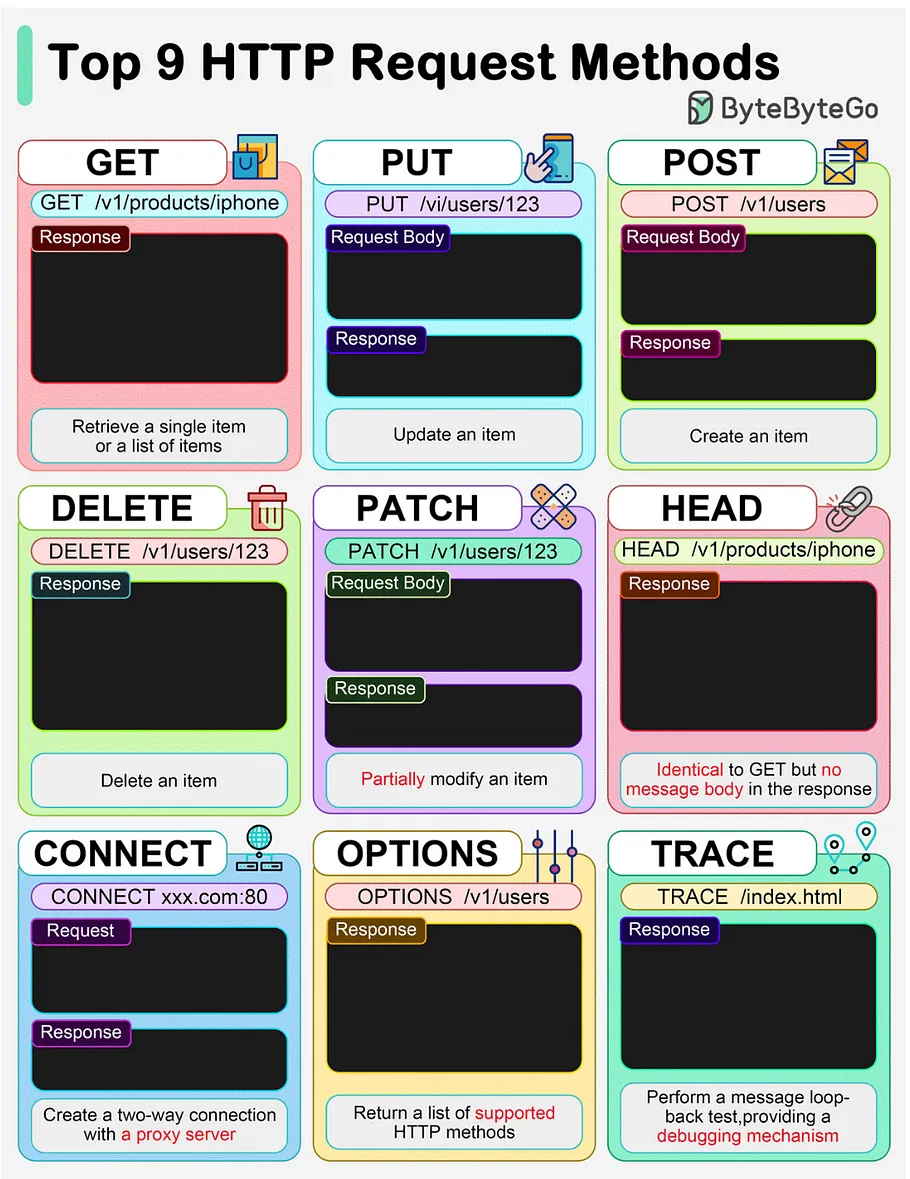 Top 9 HTTP Request Methods
ByteByteGo
GET
GET /v1/products/iphone
Response
Retrieve a single item
or a list of items
PUT
PUT /vi/users/123
Request Body
Response
Update an item
POST
POST /v1/users
Request Body
Response
Create an item
DELETE
DELETE /v1/users/123
Response
Delete an item
PATCH
PATCH /v1/users/123
Request Body
Response
Partially modify an item
HEAD
HEAD /v1/products/iphone
Response
Identical to GET but no
message body in the response
CONNECT
CONNECT xxx.com:80
Request
Response
Create a two-way connection
with a proxy server
OPTIONS
OPTIONS /v1/users
Response
Return a list of supported
HTTP methods
TRACE
TRACE /index.html
Response
Perform a message loop-
back test,providing a
debugging mechanism